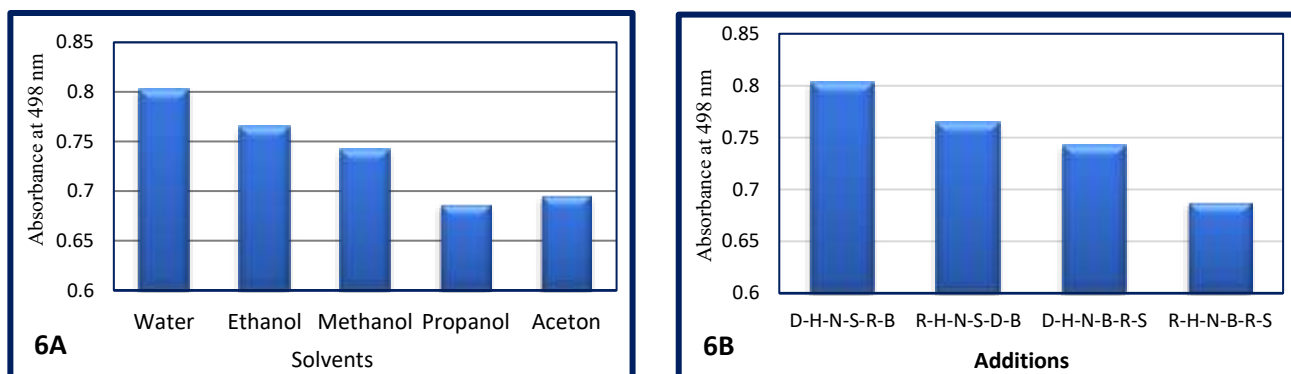 0.85
0.8
0.75
0.7
0.65
0.6
Absorbance at 498 nm
Water Ethanol Methanol Propanol Aceton
Solvents
6A
0.85
0.8
0.75
0.7
0.65
0.6
Absorbance at 498 nm
D-H-N-S-R-B R-H-N-S-D-B D-H-N-B-R-S R-H-N-B-R-S
Additions
6B